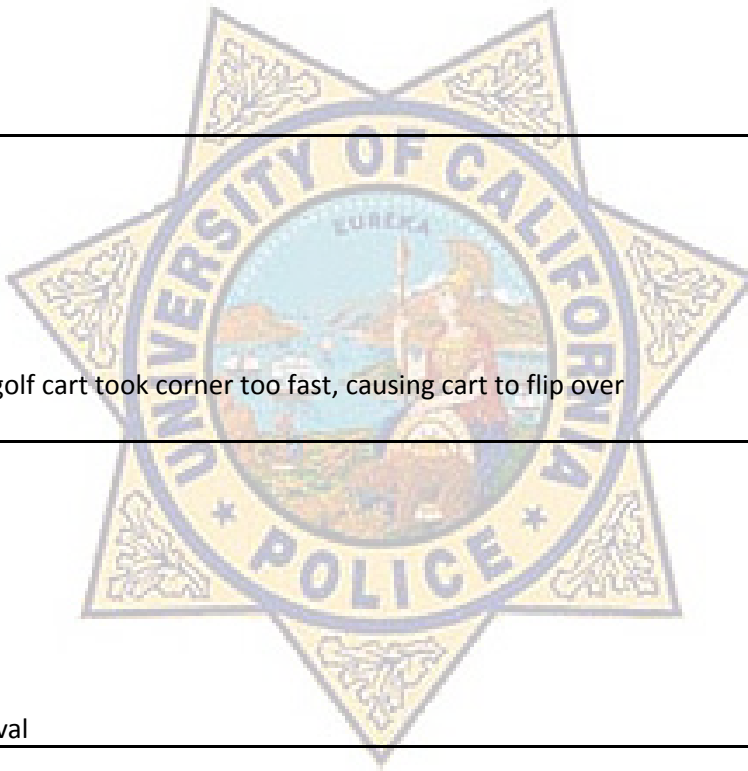 UNIVERSITY OF CALIFORNIA
EUREKA
golf cart took corner too fast, causing cart to flip over
POLICE
val